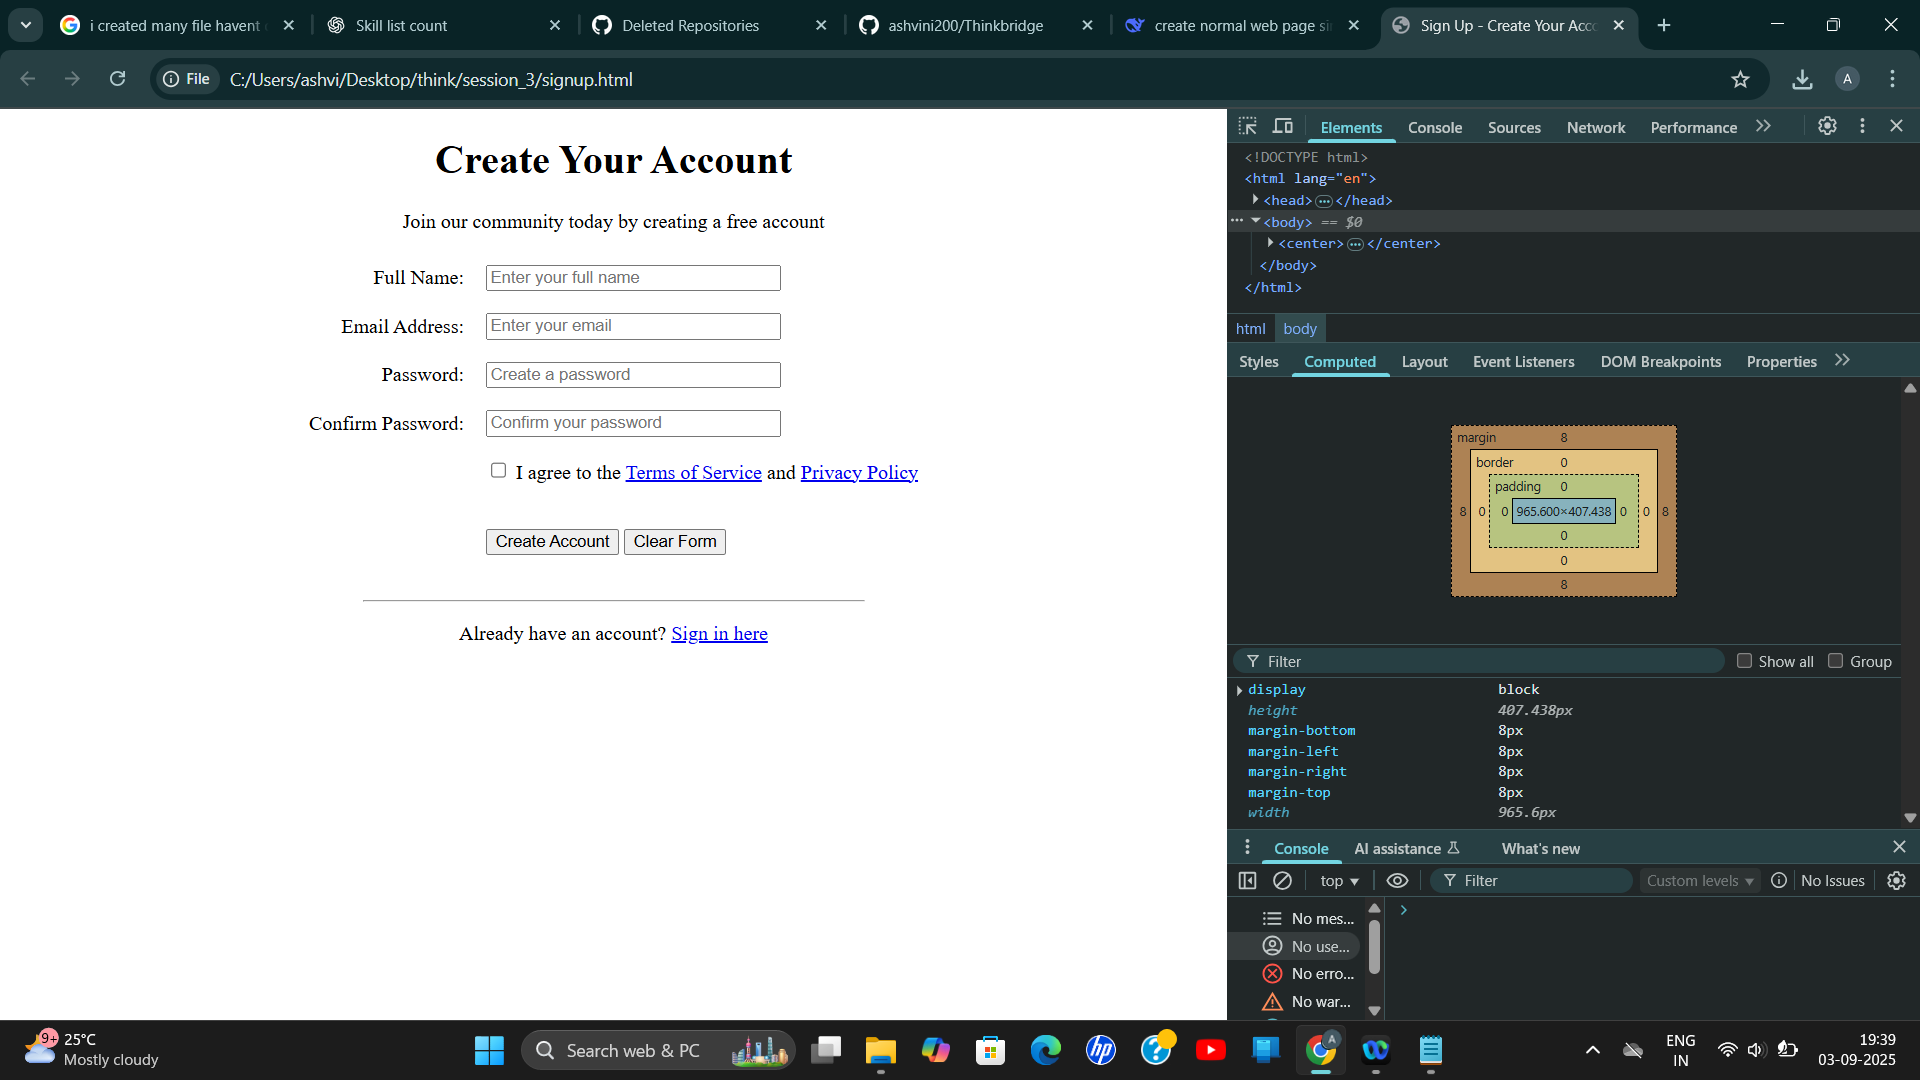 i created many file havent
Skill list count
Deleted Repositories
ashvini200/Thinkbridge
create normal web page si
Sign Up - Create Your Acc
File
C:/Users/ashvi/Desktop/think/session_3/signup.html
A
Create Your Account
Join our community today by creating a free account
Full Name:
Enter your full name
Email Address:
Enter your email
Password:
Create a password
Confirm Password:
Confirm your password
I agree to the Terms of Service and Privacy Policy
Create Account
Clear Form
Already have an account? Sign in here
Elements Console Sources Network Performance
<!DOCTYPE html>
<html lang="en">
<head>…</head>
<body> == $0
<center>…</center>
</body>
</html>
html body
Styles Computed Layout Event Listeners DOM Breakpoints Properties
margin 8
border 0
padding 0
8 0 0 965.600×407.438 0 0 8
0
0
8
Filter Show all Group
display block
height 407.438px
margin-bottom 8px
margin-left 8px
margin-right 8px
margin-top 8px
width 965.6px
Console AI assistance What's new
top Filter Custom levels No Issues
No mes...
No use...
No erro...
No war...
9+
25°C
Mostly cloudy
Search web & PC
hp
A
ENG
IN
19:39
03-09-2025